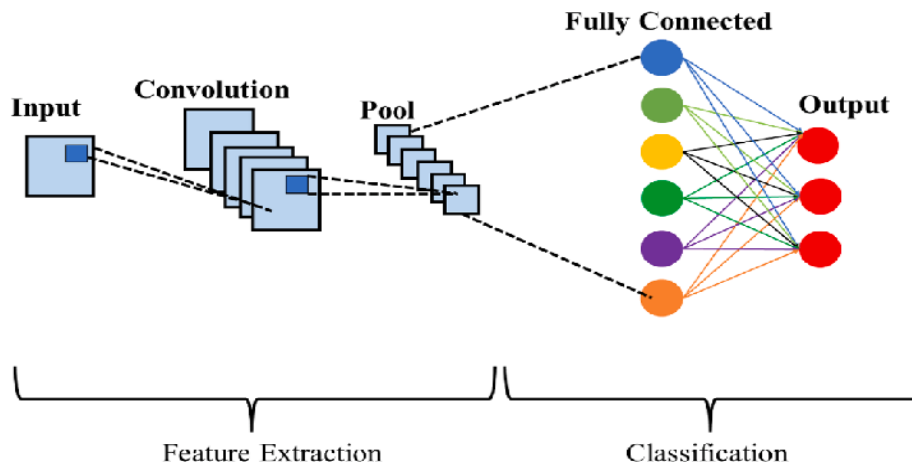 Fully Connected
Input
Convolution
Pool
Output
Feature Extraction
Classification